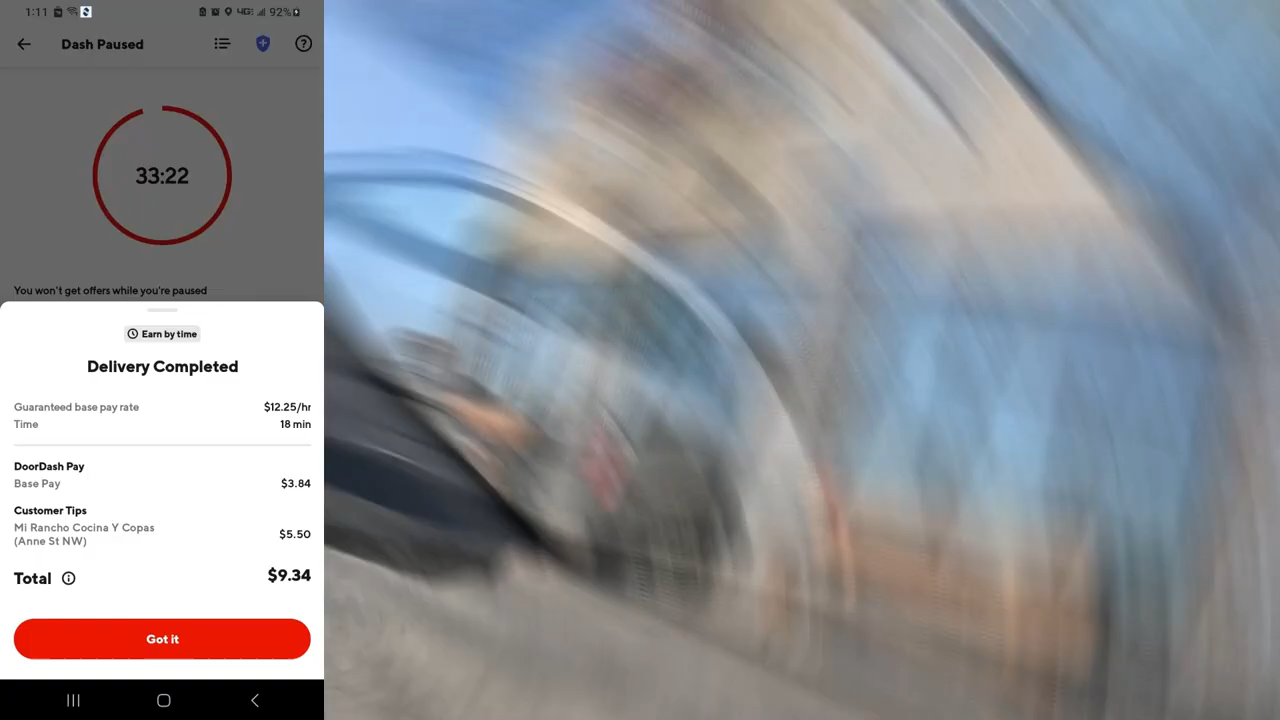 1:11 4G 92%
Dash Paused
33:22
You won't get offers while you're paused
Earn by time
Delivery Completed
Guaranteed base pay rate $12.25/hr
Time 18 min
DoorDash Pay
Base Pay $3.84
Customer Tips
Mi Rancho Cocina Y Copas
(Anne St NW) $5.50
Total $9.34
Got it